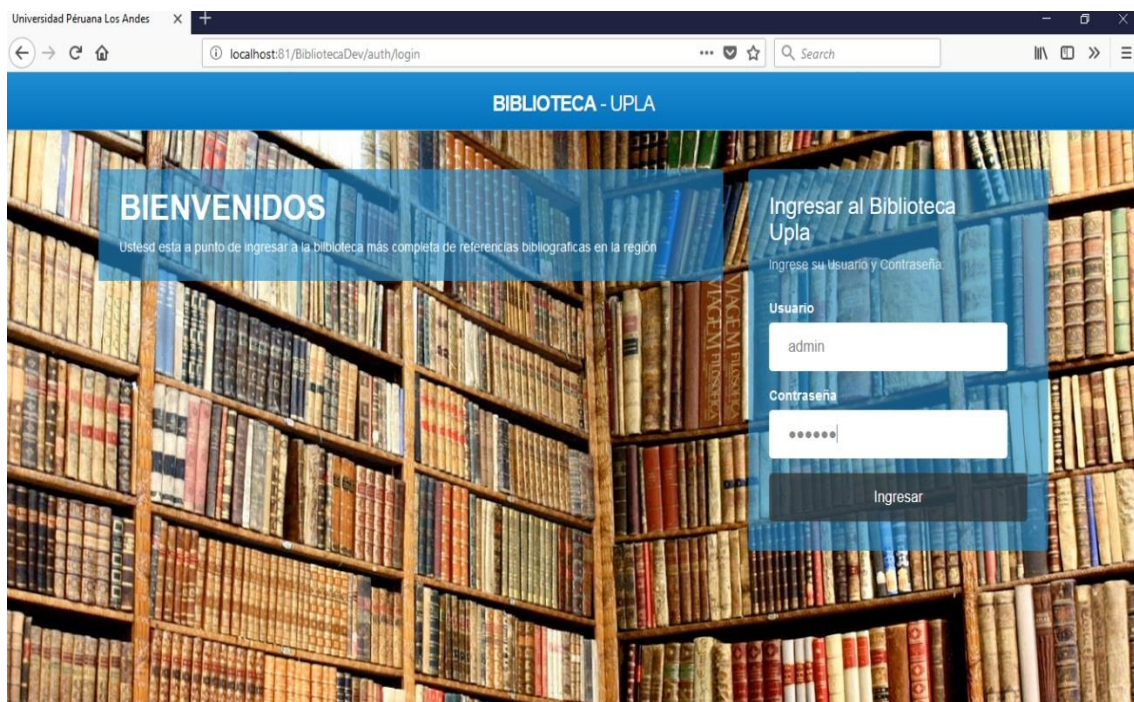 Universidad Péruana Los Andes
localhost:81/BibliotecaDev/auth/login
Search
BIBLIOTECA - UPLA
BIENVENIDOS
Ustesd esta a punto de ingresar a la bilbioteca más completa de referencias bibliograficas en la región
Ingresar al Biblioteca
Upla
Ingrese su Usuario y Contraseña:
Usuario
admin
Contraseña
Ingresar
VIAGEM